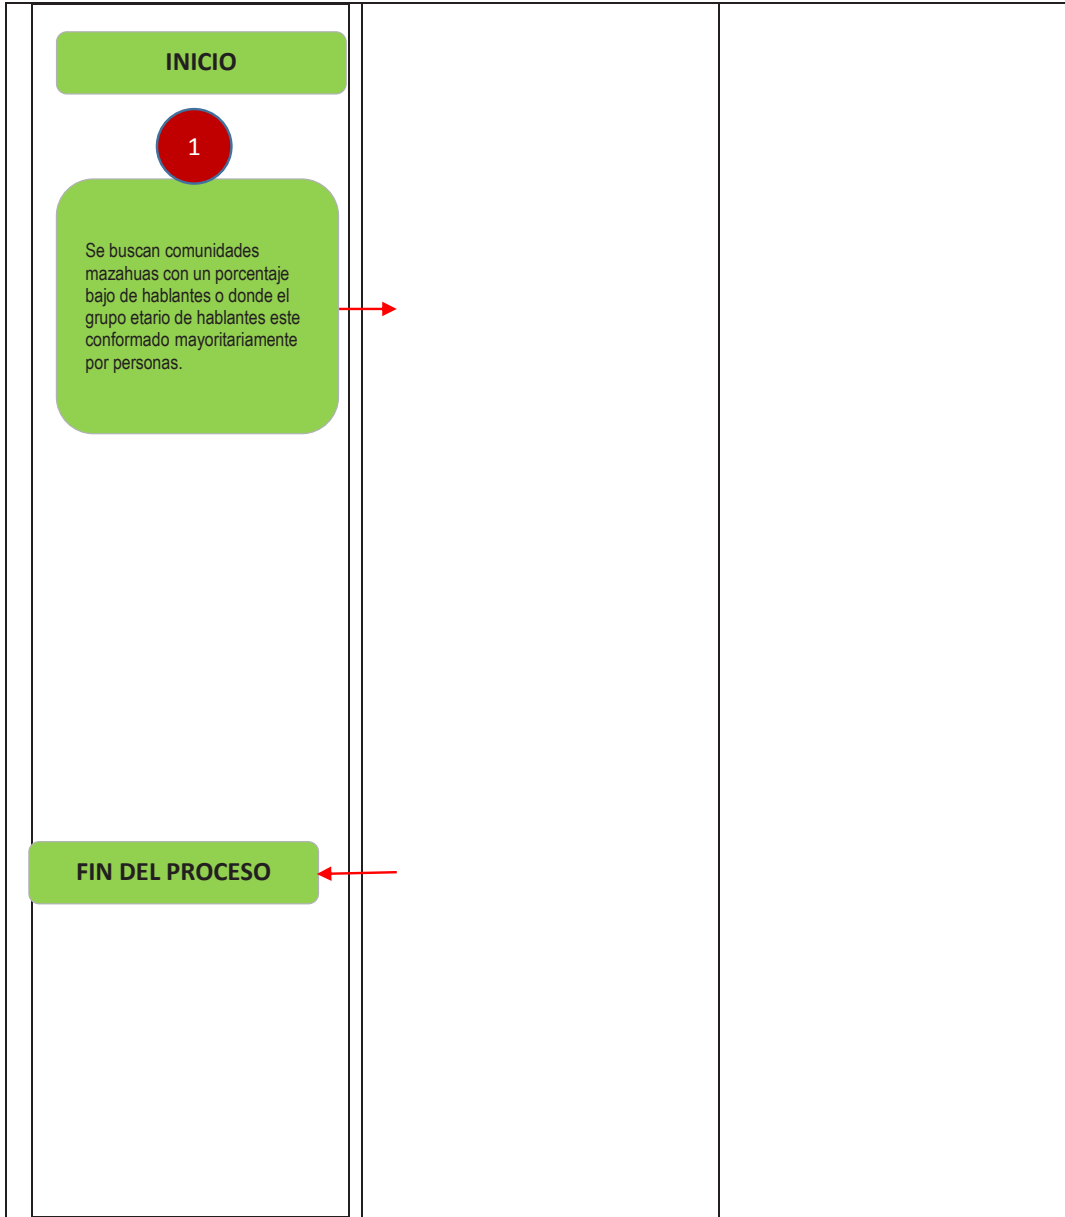 INICIO
1
Se buscan comunidades
mazahuas con un porcentaje
bajo de hablantes o donde el
grupo etario de hablantes este
conformado mayoritariamente
por personas.
FIN DEL PROCESO